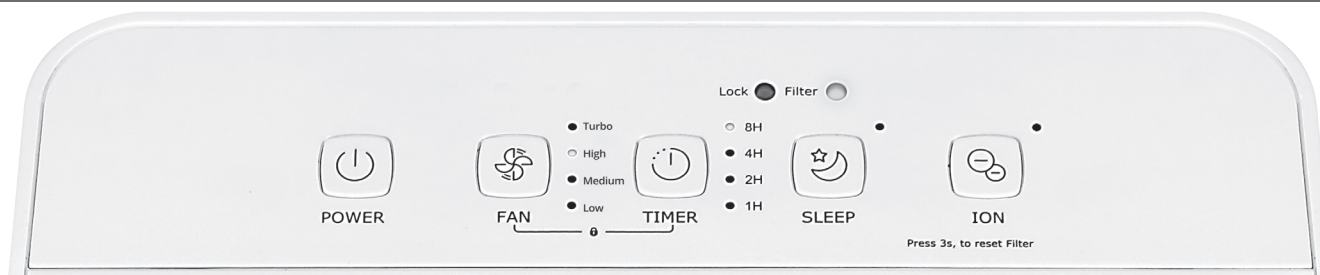 Lock Filter
Turbo
High
Medium
Low
8H
4H
2H
1H
POWER
FAN
TIMER
SLEEP
ION
Press 3s, to reset Filter